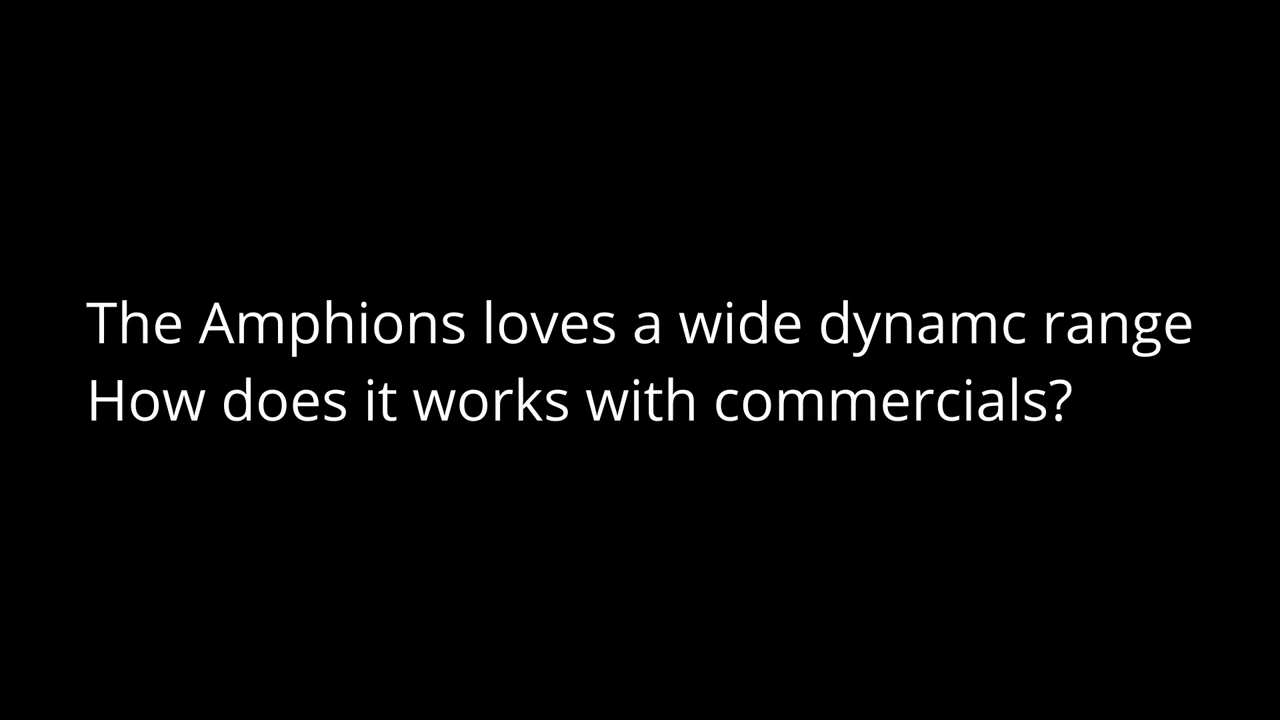 The Amphions loves a wide dynamc range
How does it works with commercials?